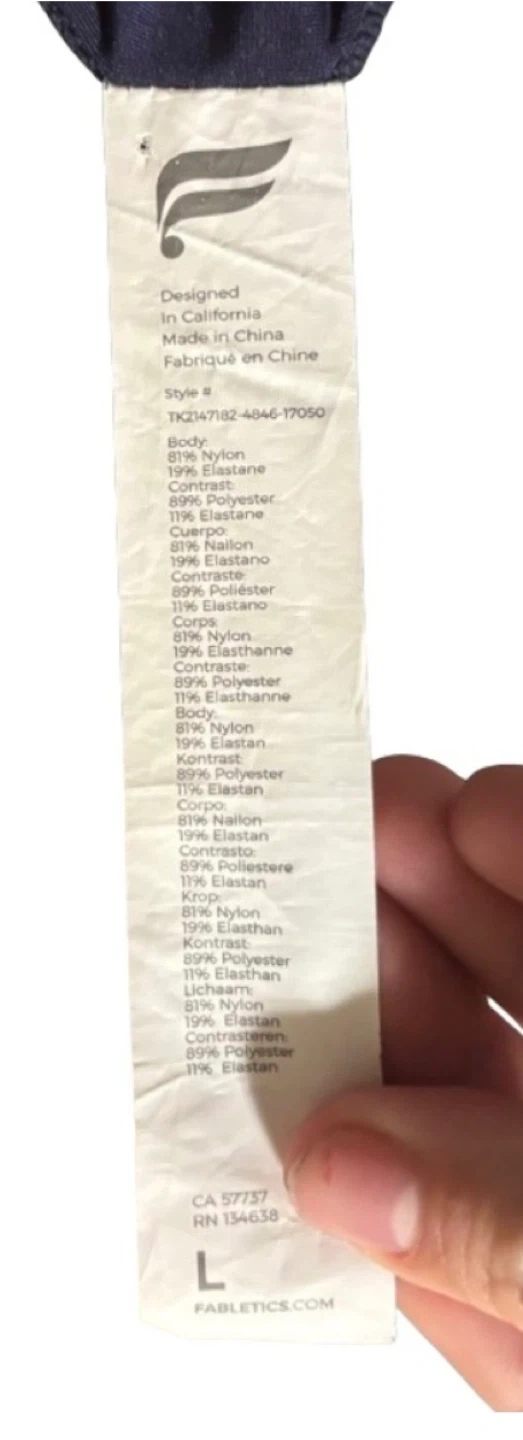 Designed
In California
Made in China
Fabriqué en Chine
Style #
TK2147182-4846-17050
Body:
81% Nylon
19% Elastane
Contrast:
89% Polyester
11% Elastane
Cuerpo:
81% Nailon
19% Elastano
Contraste:
89% Poliéster
11% Elastano
Corps:
81% Nylon
19% Elasthanne
Contraste:
89% Polyester
11% Elasthanne
Body:
81% Nylon
19% Elastan
Kontrast:
89% Polyester
11% Elastan
Corpo:
81% Nailon
19% Elastan
Contrasto:
89% Poliestere
11% Elastan
Krop:
81% Nylon
19% Elasthan
Kontrast:
89% Polyester
11% Elasthan
Lichaam:
81% Nylon
19% Elastan
Contrasteren:
89% Polyester
11% Elastan
CA 57737
RN 134638
L
FABLETICS.COM